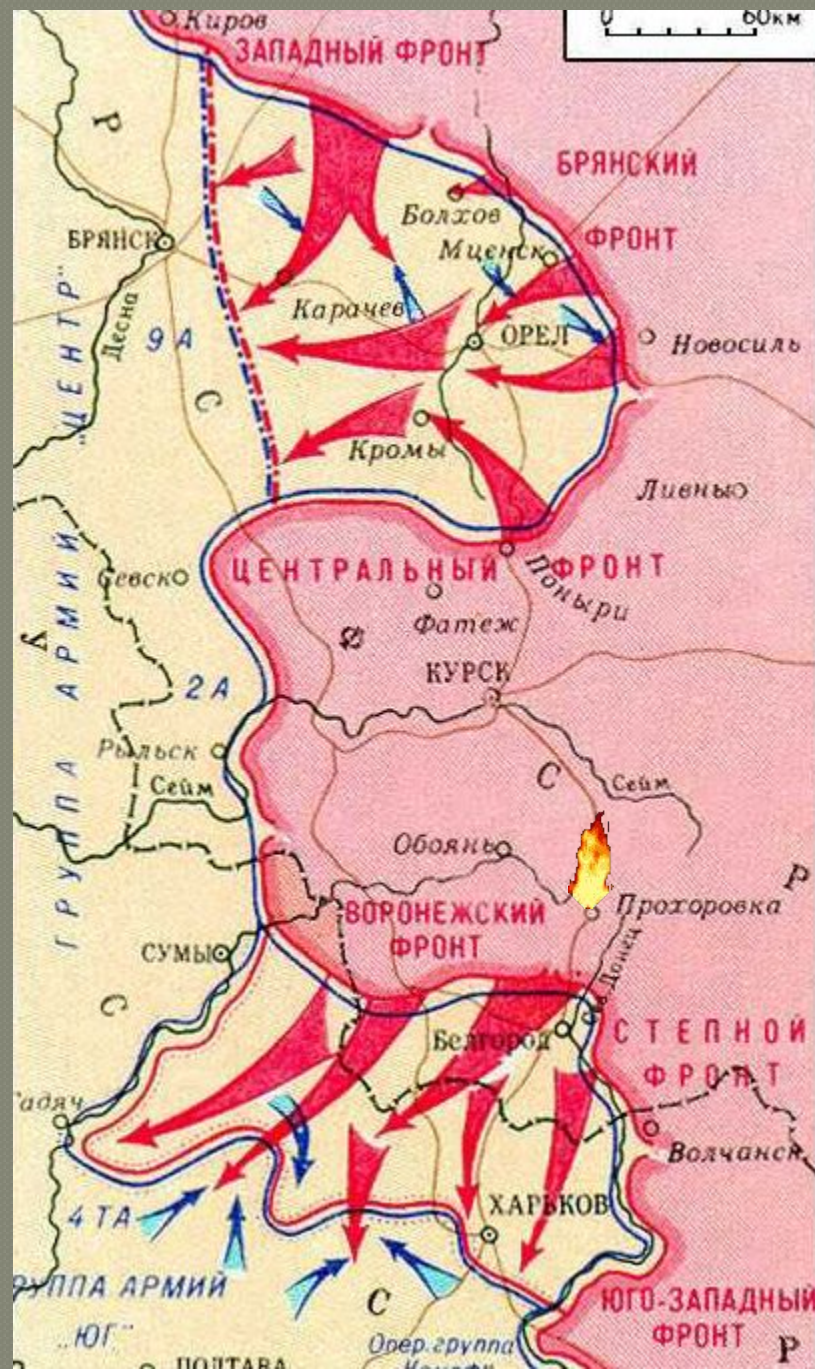 Киров
0 60км
ЗАПАДНЫЙ ФРОНТ
Р
БРЯНСКИЙ
ФРОНТ
Болхов
Мценск
БРЯНСК
Десна
Карачев
9 А
ОРЕЛ
Новосиль
С
Кромы
Ливны
ЦЕНТРАЛЬНЫЙ ФРОНТ
Севск
Поныри
Фатеж
Ф
У
КУРСК
2 А
Рыльск
Сейм
С
Сейм
ГРУППА АРМИЙ „ЦЕНТР"
Обоянь
Р
Прохоровка
ВОРОНЕЖСКИЙ
ФРОНТ
СУМЫ
Донец
С
Белгород
СТЕПНОЙ
ФРОНТ
Гадяч
Волчанск
4 ТА
ХАРЬКОВ
ГРУППА АРМИЙ
„ЮГ"
С
ЮГО-ЗАПАДНЫЙ
ФРОНТ
Р
Опер. группа
ПОЛТАВА